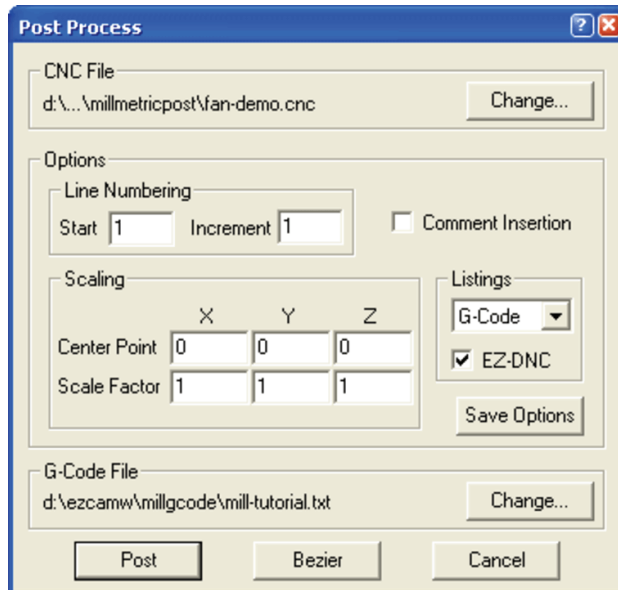 Post Process
CNC File
d:\...\millmetricpost\fan-demo.cnc
Change...
Options
Line Numbering
Start 1 Increment 1
Comment Insertion
Scaling
X Y Z
Center Point 0 0 0
Scale Factor 1 1 1
Listings
G-Code
EZ-DNC
Save Options
G-Code File
d:\ezcamw\millgcode\mill-tutorial.txt
Change...
Post Bezier Cancel